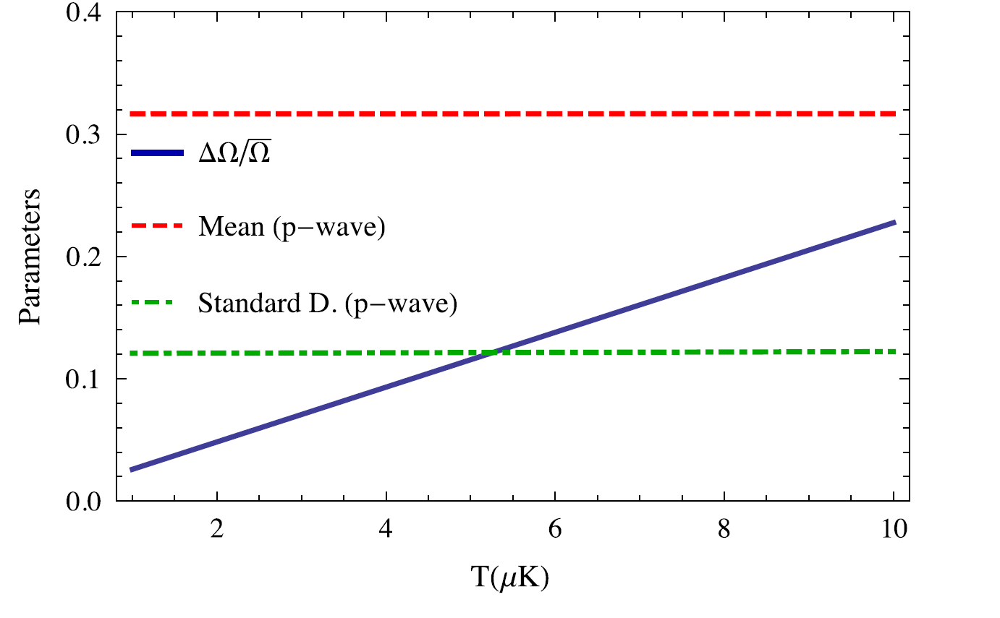 0.4
0.3
ΔΩ/Ω̅
Mean (p−wave)
Parameters
0.2
Standard D. (p−wave)
0.1
0.0
2 4 6 8 10
T(μK)